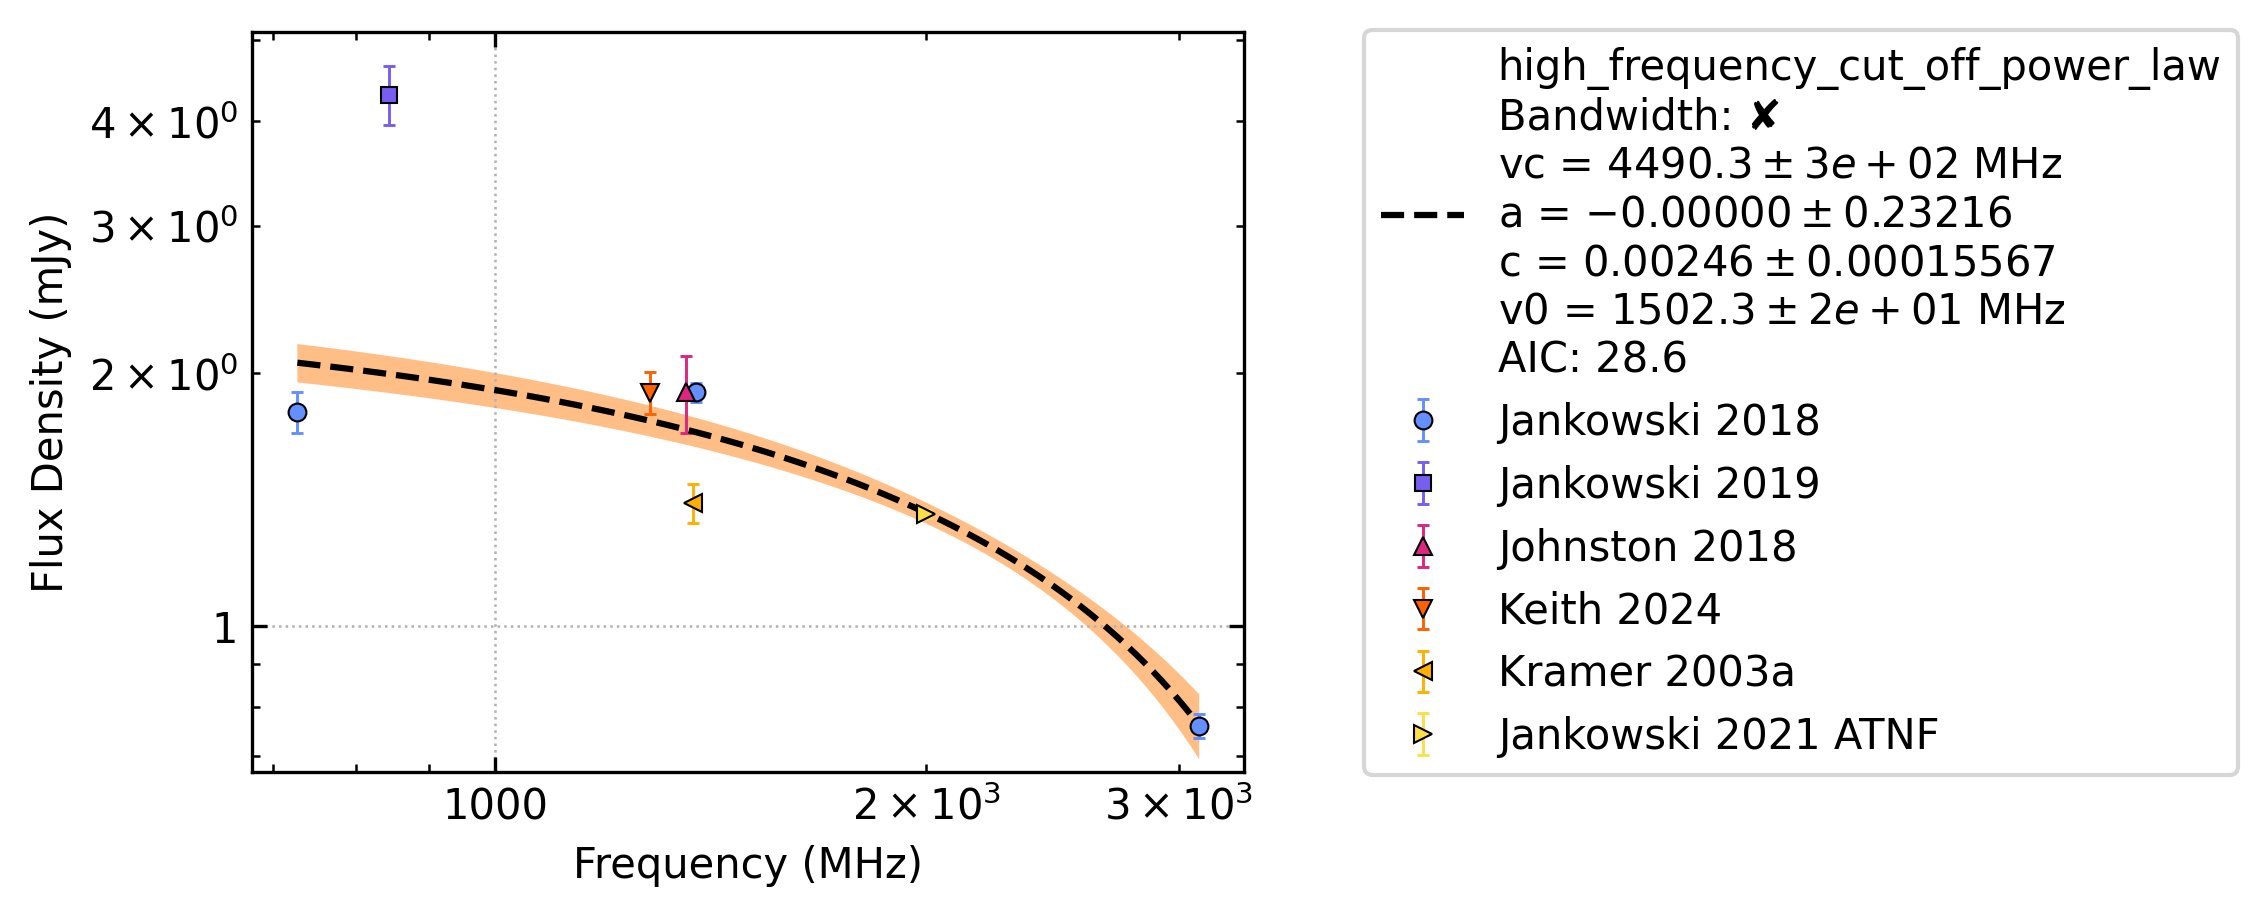 4×10⁰
3×10⁰
2×10⁰
1
Flux Density (mJy)
1000
2×10³
3×10³
Frequency (MHz)
high_frequency_cut_off_power_law
Bandwidth: ✘
vc = 4490.3 ± 3e + 02 MHz
a = −0.00000 ± 0.23216
c = 0.00246 ± 0.00015567
v0 = 1502.3 ± 2e + 01 MHz
AIC: 28.6
Jankowski 2018
Jankowski 2019
Johnston 2018
Keith 2024
Kramer 2003a
Jankowski 2021 ATNF